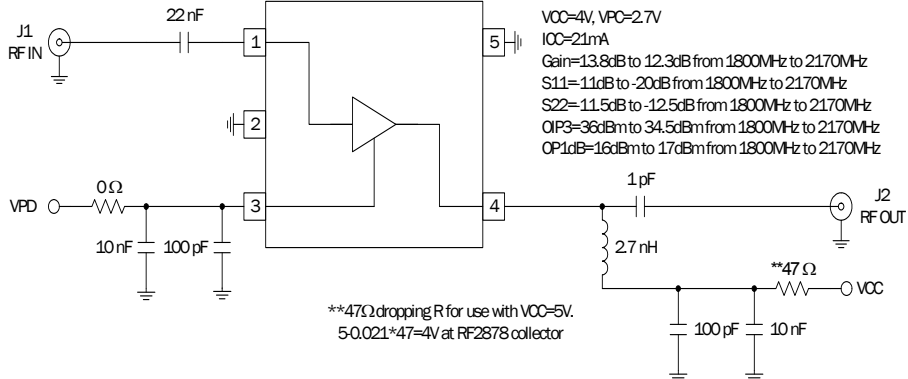 22 nF
J1
RF IN
1
5
2
3
4
VCC=4V, VPC=2.7V
ICC=21mA
Gain=13.8dB to 12.3dB from 1800MHz to 2170MHz
S11=-11dB to -20dB from 1800MHz to 2170MHz
S22=-11.5dB to -12.5dB from 1800MHz to 2170MHz
OIP3=36dBm to 34.5dBm from 1800MHz to 2170MHz
OP1dB=16dBm to 17dBm from 1800MHz to 2170MHz
VPD
0 Ω
10 nF
100 pF
1 pF
J2
RF OUT
2.7 nH
**47 Ω
VCC
100 pF
10 nF
**47Ω dropping R for use with VCC=5V.
5-0.021*47=4V at RF2878 collector